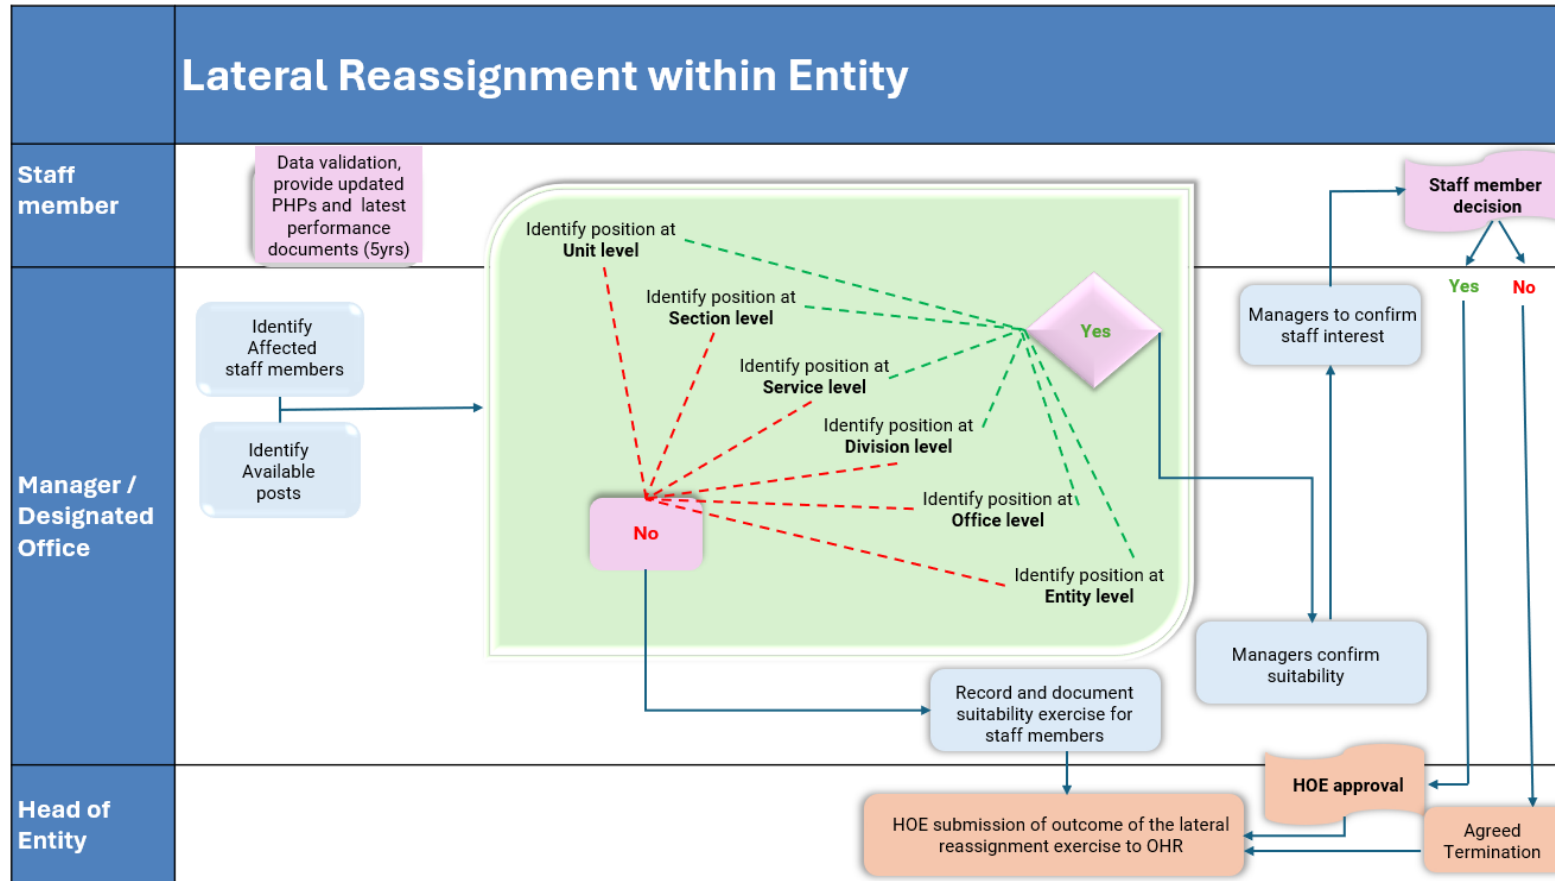 Lateral Reassignment within Entity
Staff
member
Data validation,
provide updated
PHPs and latest
performance
documents (5yrs)
Staff member
decision
Yes
No
Manager /
Designated
Office
Identify
Affected
staff members
Identify
Available
posts
Identify position at
Unit level
Identify position at
Section level
Identify position at
Service level
Identify position at
Division level
Identify position at
Office level
Identify position at
Entity level
Yes
No
Managers to confirm
staff interest
Managers confirm
suitability
Record and document
suitability exercise for
staff members
Head of
Entity
HOE approval
HOE submission of outcome of the lateral
reassignment exercise to OHR
Agreed
Termination